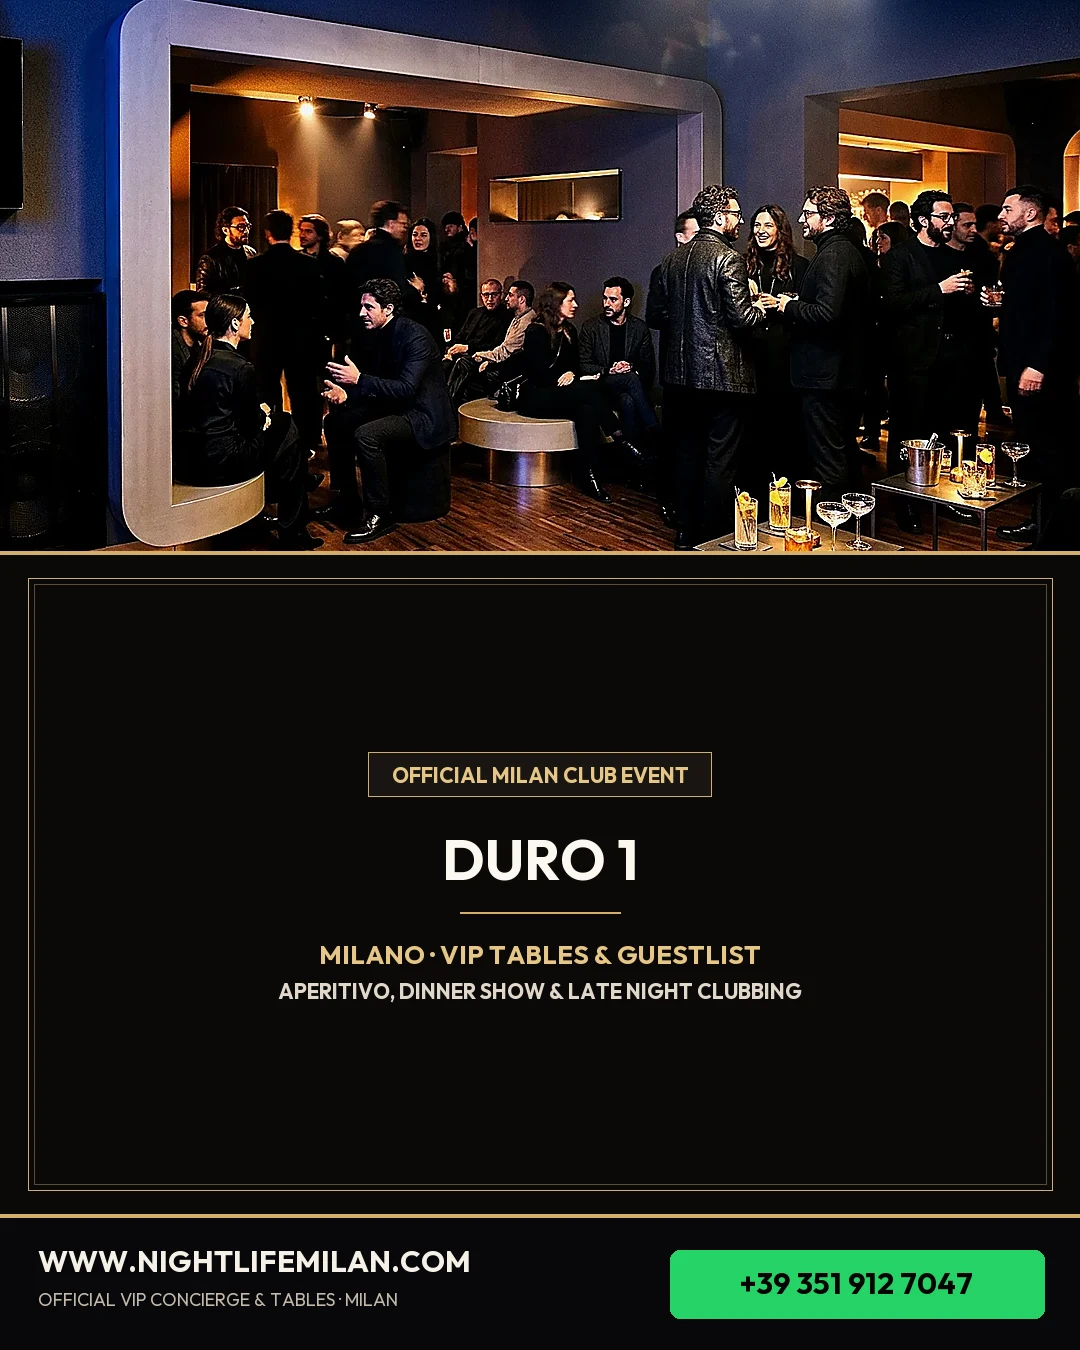 OFFICIAL MILAN CLUB EVENT
DURO 1
MILANO · VIP TABLES & GUESTLIST
APERITIVO, DINNER SHOW & LATE NIGHT CLUBBING
WWW.NIGHTLIFEMILAN.COM
OFFICIAL VIP CONCIERGE & TABLES · MILAN
+39 351 912 7047